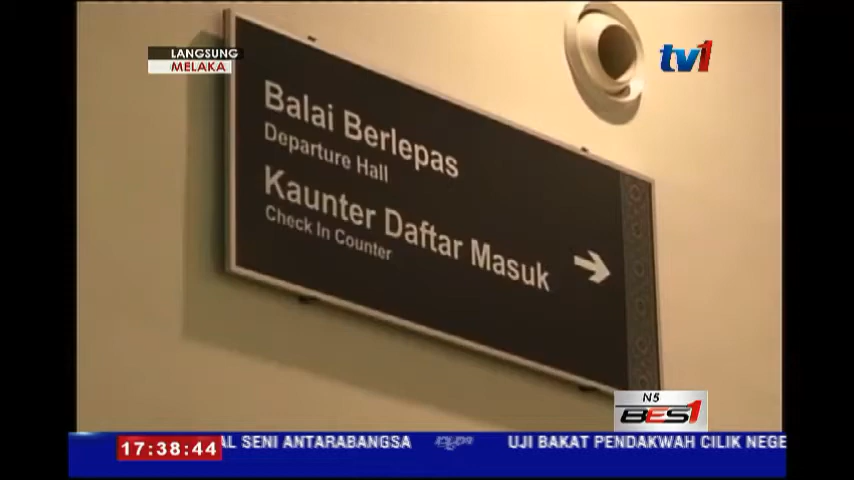 LANGSUNG
MELAKA
tv1
Balai Berlepas
Departure Hall
Kaunter Daftar Masuk
Check In Counter
N5
BES1
17:38:44
AL SENI ANTARABANGSA
UJI BAKAT PENDAKWAH CILIK NEGE